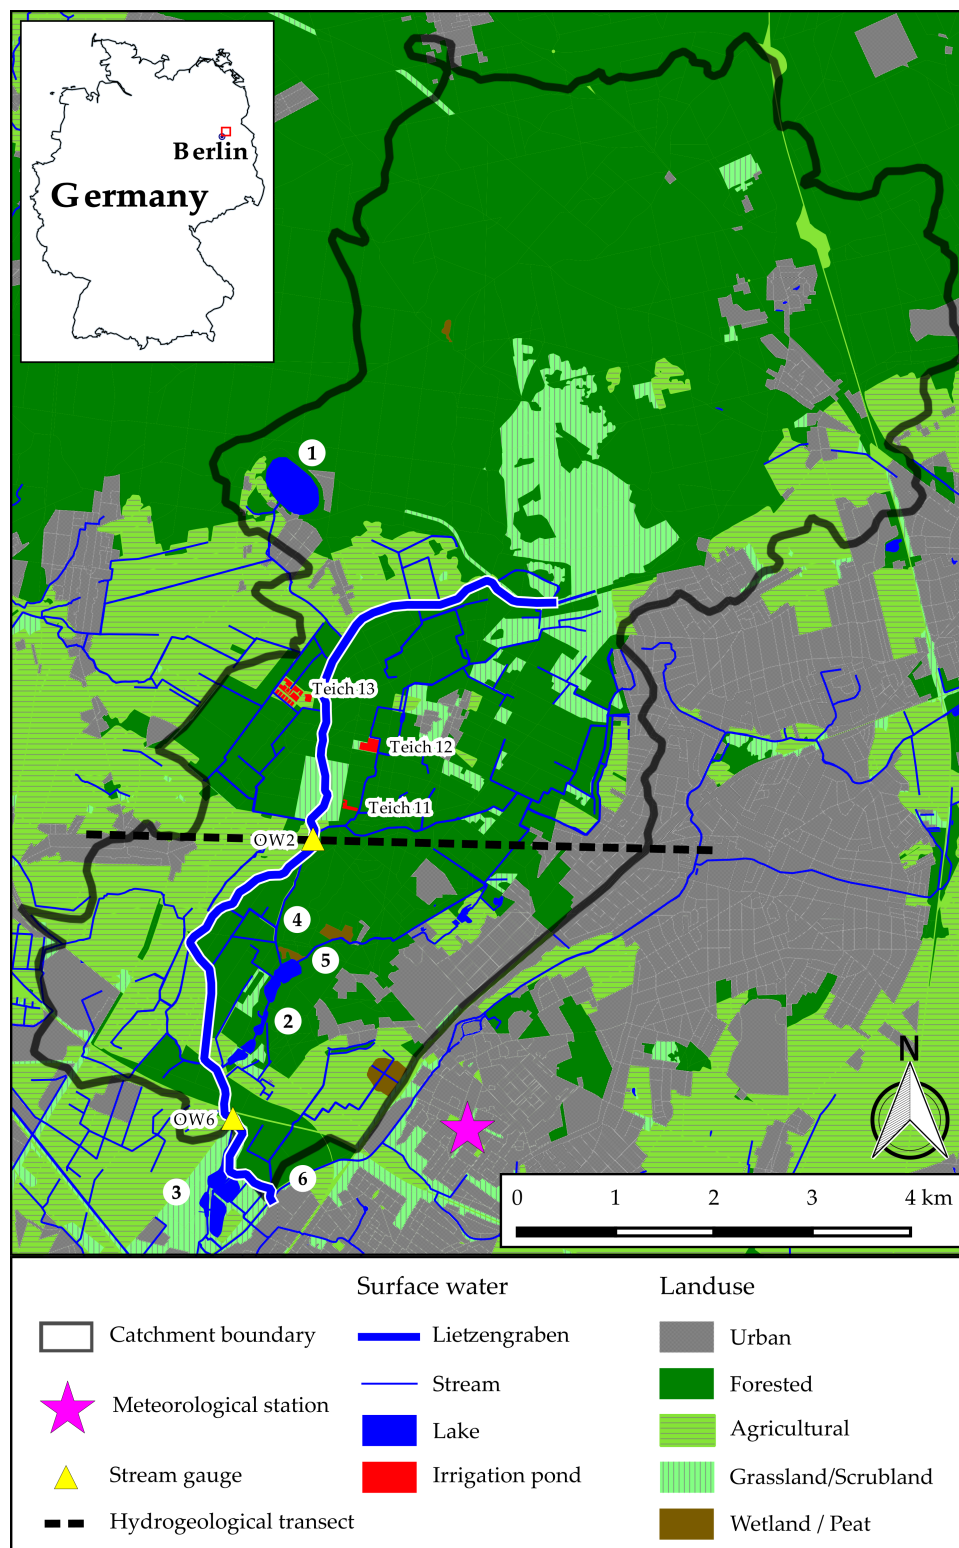 Berlin
Germany
1
Teich 13
Teich 12
Teich 11
OW2
4
5
2
N
OW6
3
6
0 1 2 3 4 km
Surface water
Landuse
Catchment boundary
Lietzengraben
Urban
Meteorological station
Stream
Forested
Lake
Agricultural
Stream gauge
Irrigation pond
Grassland/Scrubland
Hydrogeological transect
Wetland / Peat